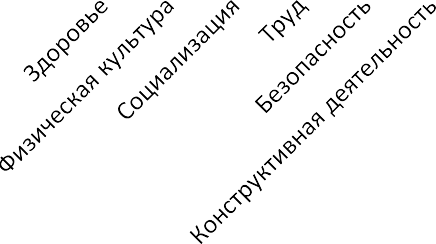 Здоровье
Физическая культура
Социализация
Труд
Безопасность
Конструктивная деятельность